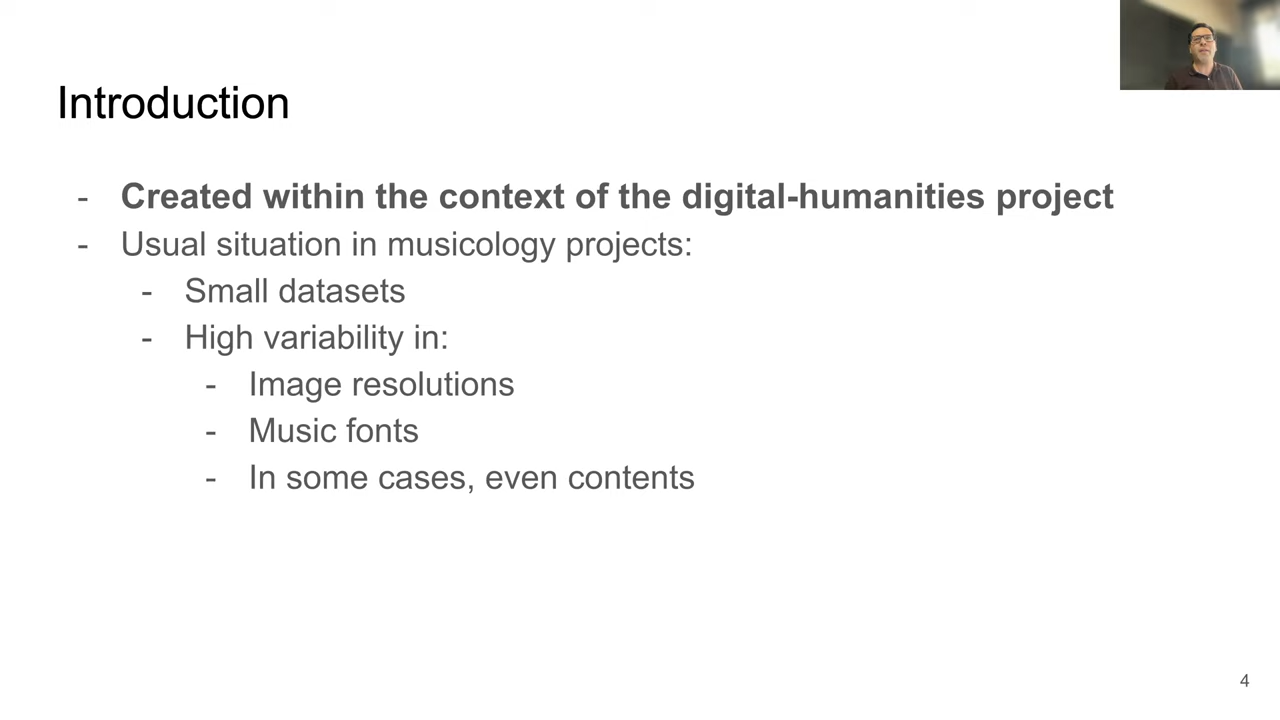 Introduction
- Created within the context of the digital-humanities project
- Usual situation in musicology projects:
- Small datasets
- High variability in:
- Image resolutions
- Music fonts
- In some cases, even contents
4